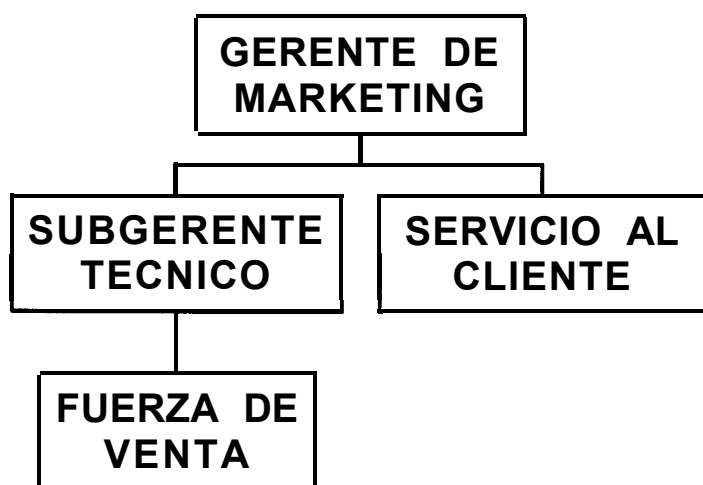 GERENTE DE
MARKETING
SUBGERENTE
TECNICO
SERVICIO AL
CLIENTE
FUERZA DE
VENTA